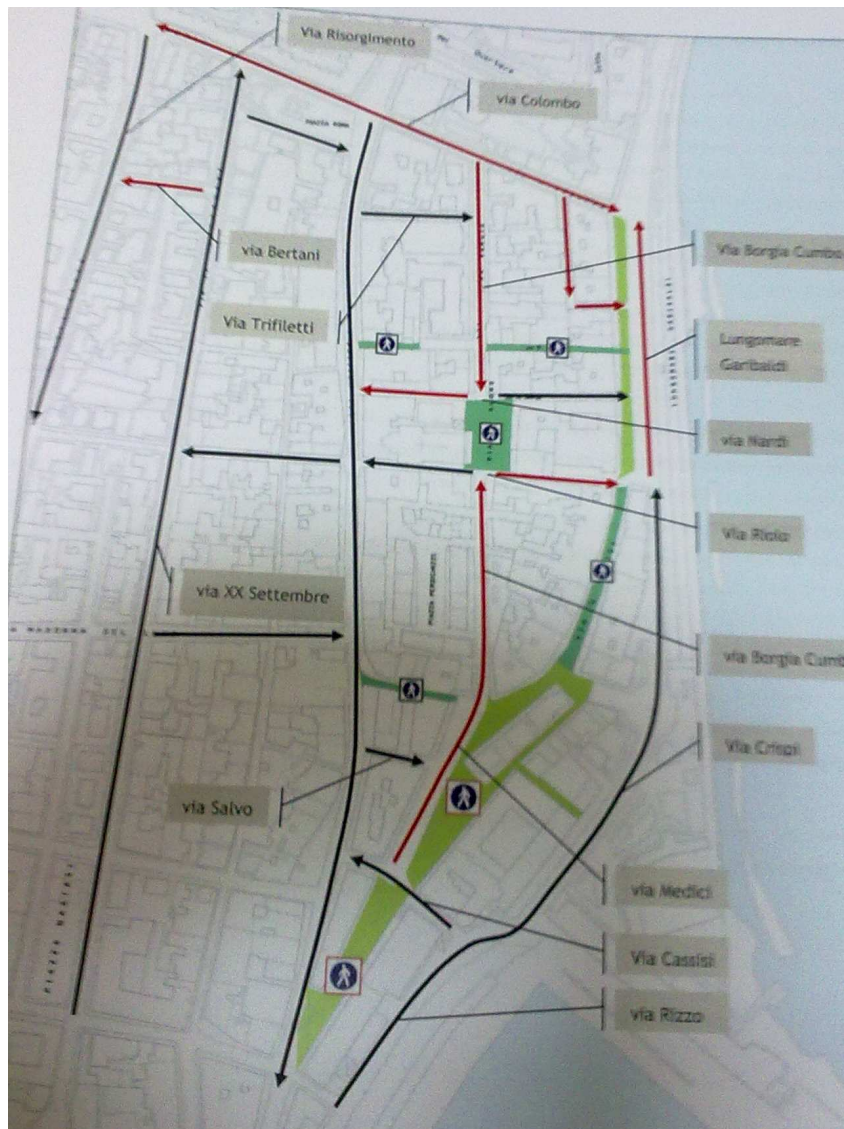 Via Risorgimento
via Colombo
via Bertani
Via Trifiletti
Via Borgia Cumbo
Lungomare
Garibaldi
via Nardi
Via Riolo
via XX Settembre
via Borgia Cumb
Via Crispi
via Salvo
via Medici
Via Cassisi
via Rizzo